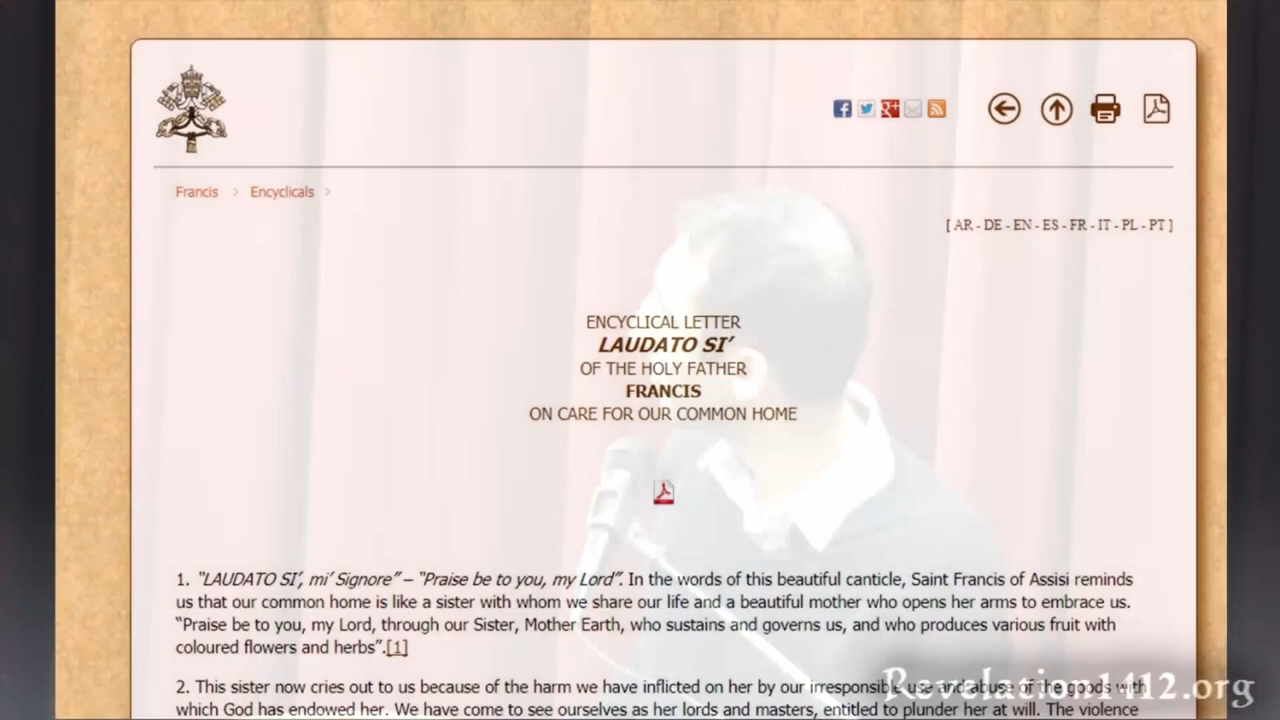 Francis > Encyclicals >
[ AR - DE - EN - ES - FR - IT - PL - PT ]
ENCYCLICAL LETTER
LAUDATO SI’
OF THE HOLY FATHER
FRANCIS
ON CARE FOR OUR COMMON HOME
1. “LAUDATO SI’, mi’ Signore” – “Praise be to you, my Lord”. In the words of this beautiful canticle, Saint Francis of Assisi reminds
us that our common home is like a sister with whom we share our life and a beautiful mother who opens her arms to embrace us.
“Praise be to you, my Lord, through our Sister, Mother Earth, who sustains and governs us, and who produces various fruit with
coloured flowers and herbs”.[1]
2. This sister now cries out to us because of the harm we have inflicted on her by our irresponsible use and abuse of the goods with
which God has endowed her. We have come to see ourselves as her lords and masters, entitled to plunder her at will. The violence
Revelation1412.org